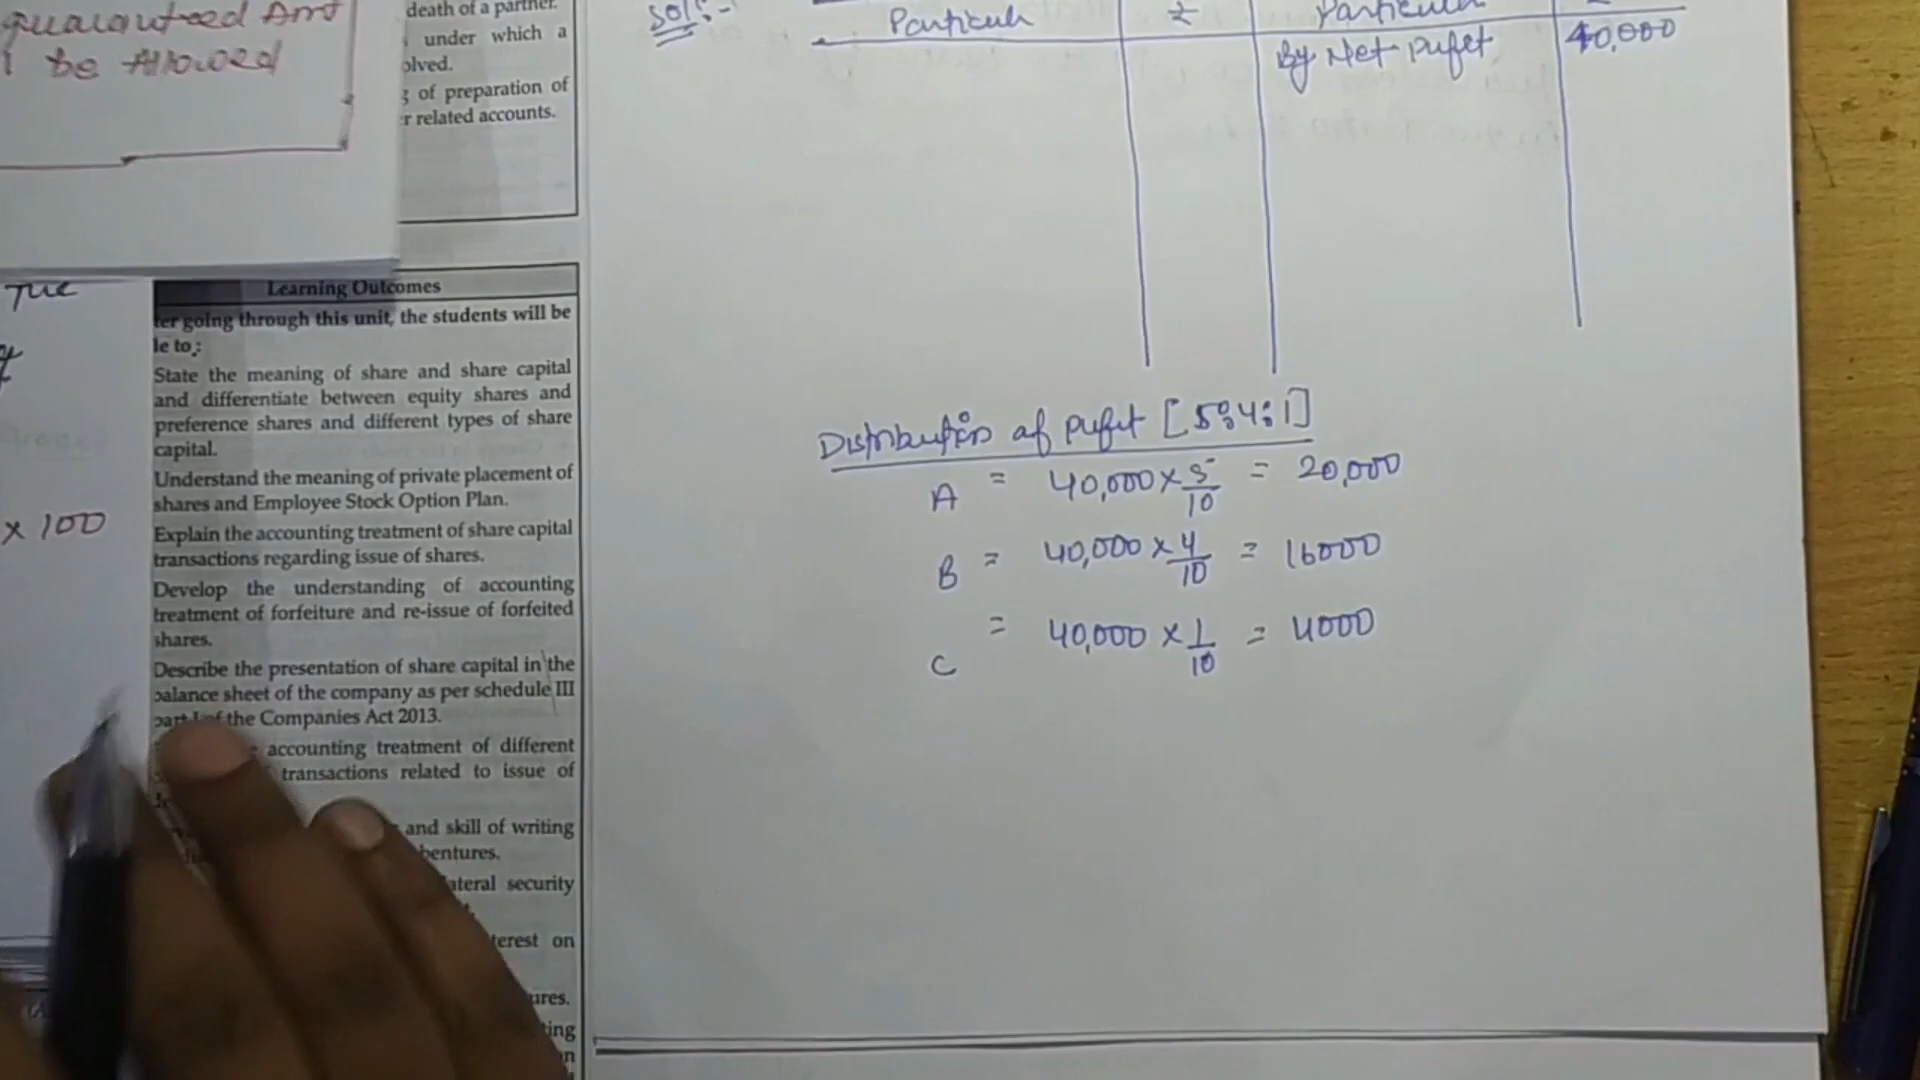 guaranteed Amt
be Allowed
death of a partner.
under which a
olved.
g of preparation of
r related accounts.
The
x 100
Learning Outcomes
ter going through this unit, the students will be
le to :
State the meaning of share and share capital
and differentiate between equity shares and
preference shares and different types of share
capital.
Understand the meaning of private placement of
shares and Employee Stock Option Plan.
Explain the accounting treatment of share capital
transactions regarding issue of shares.
Develop the understanding of accounting
treatment of forfeiture and re-issue of forfeited
shares.
Describe the presentation of share capital in the
balance sheet of the company as per schedule III
part I of the Companies Act 2013.
accounting treatment of different
transactions related to issue of
and skill of writing
bentures.
ateral security
terest on
ures.
ting
Sol:-
Particulr ₹ Particulr
By Net Profit 40,000
Distribution of Profit [5:4:1]
A = 40,000 x 5/10 = 20,000
B = 40,000 x 4/10 = 16000
C = 40,000 x 1/10 = 4000